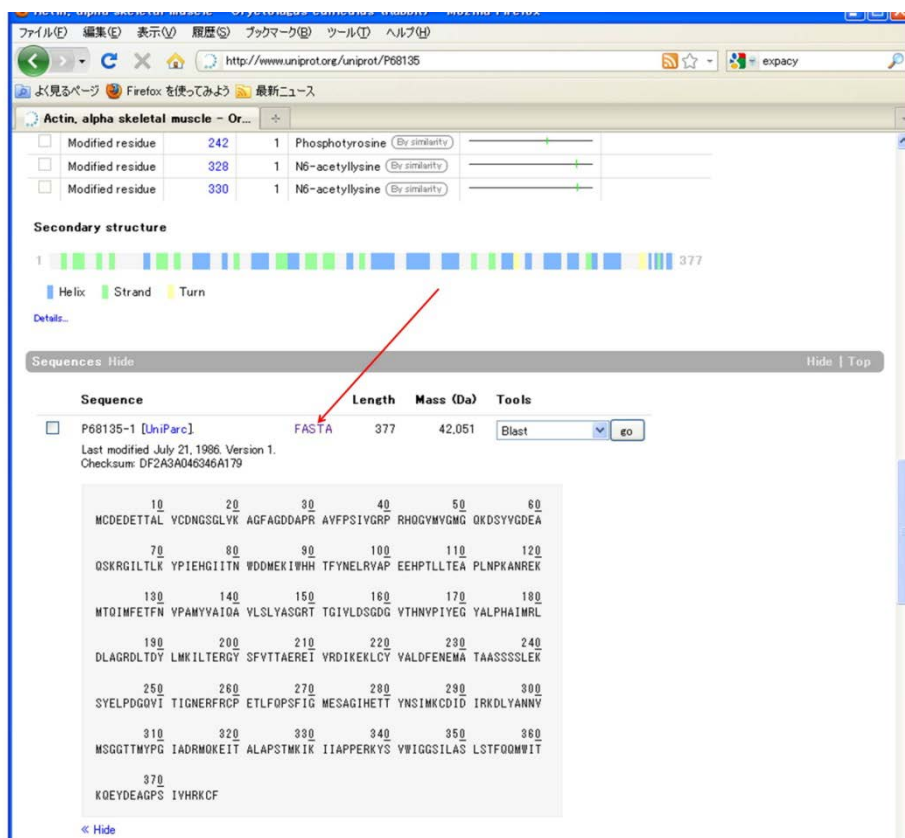 Actin, alpha skeletal muscle - Oryctolagus cuniculus (Rabbit) - Mozilla Firefox
ファイル(F) 編集(E) 表示(V) 履歴(S) ブックマーク(B) ツール(T) ヘルプ(H)
http://www.uniprot.org/uniprot/P68135 expacy
よく見るページ Firefox を使ってみよう 最新ニュース
Actin, alpha skeletal muscle - Or...
Modified residue 242 1 Phosphotyrosine By similarity
Modified residue 328 1 N6-acetyllysine By similarity
Modified residue 330 1 N6-acetyllysine By similarity
Secondary structure
1 377
Helix Strand Turn
Details...
Sequences Hide Hide | Top
Sequence Length Mass (Da) Tools
P68135-1 [UniParc]. FASTA 377 42,051 Blast go
Last modified July 21, 1986. Version 1.
Checksum: DF2A3A046346A179
10 20 30 40 50 60
MCDEDETTAL VCDNGSGLVK AGFAGDDAPR AVFPSIVGRP RHQGVMVGMG QKDSYVGDEA
70 80 90 100 110 120
QSKRGILTLK YPIEHGIITN WDDMEKIWHH TFYNELRVAP EEHPTLLTEA PLNPKANREK
130 140 150 160 170 180
MTQIMFETFN VPAMYVAIQA VLSLYASGRT TGIVLDSGDG VTHNVPIYEG YALPHAIMRL
190 200 210 220 230 240
DLAGRDLTDY LMKILTERGY SFVTTAEREI VRDIKEKLCY VALDFENEMA TAASSSSLEK
250 260 270 280 290 300
SYELPDGQVI TIGNERFRCP ETLFQPSFIG MESAGIHETT YNSIMKCDID IRKDLYANNV
310 320 330 340 350 360
MSGGTTMYPG IADRMQKEIT ALAPSTMKIK IIAPPERKYS VWIGGSILAS LSTFQQMWIT
370
KQEYDEAGPS IVHRKCF
« Hide